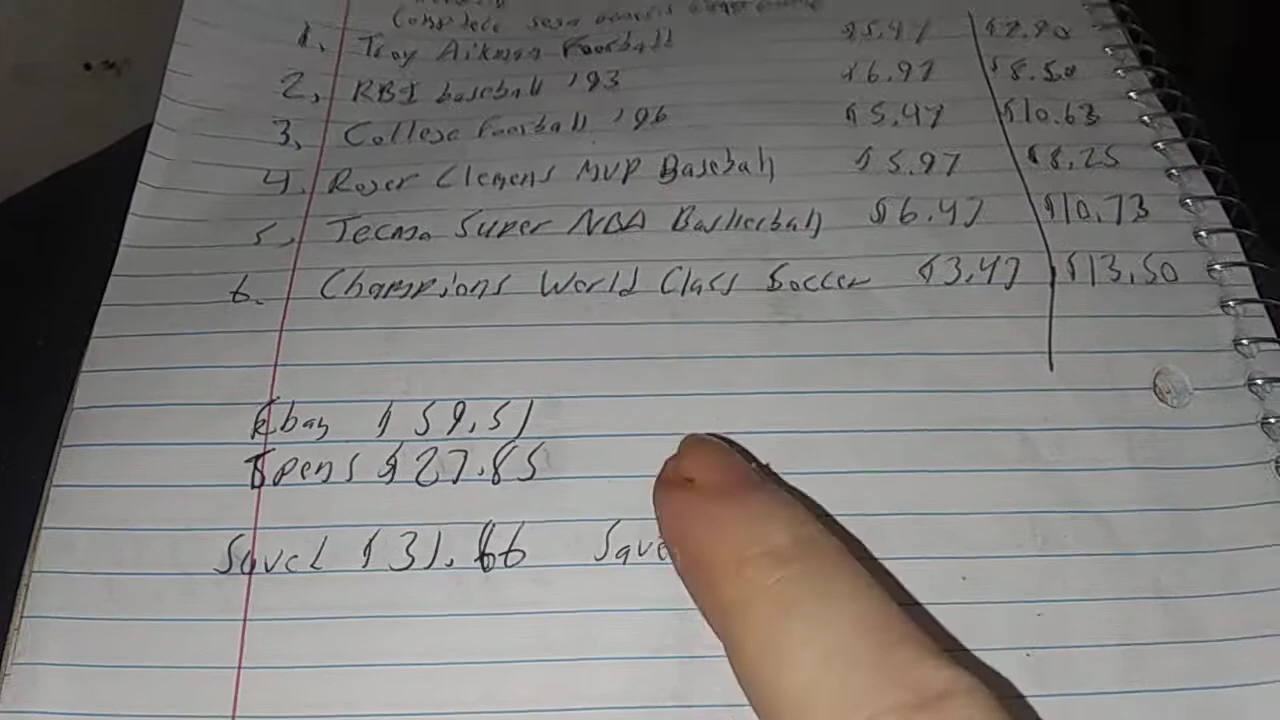 Complete
1. Troy Aikman Football $5.47 $7.90
2, RBI baseball '93 $6.97 $8.50
3, College Football '96 $5.47 $10.63
4. Roger Clemens MVP Baseball $5.97 $8.25
5, Tecmo Super NBA Basketball $6.47 $10.73
6. Champions World Class Soccer $3.47 $13.50
Ebay $59.51
Spent $27.85
Saved $31.66 Save